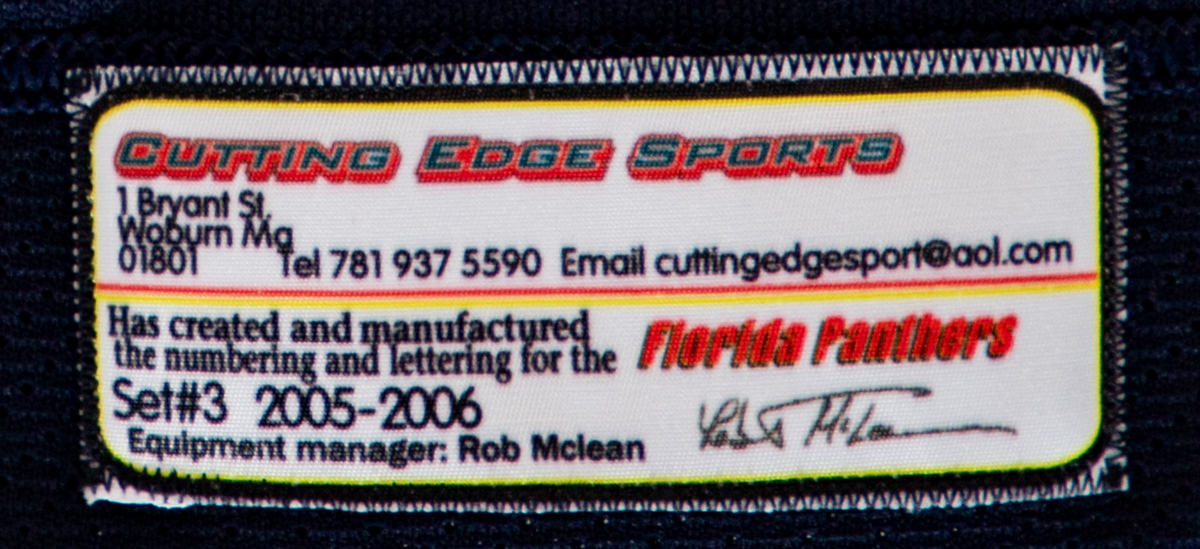 CUTTING EDGE SPORTS
1 Bryant St.
Woburn Ma
01801 Tel 781 937 5590 Email cuttingedgesport@aol.com
Has created and manufactured
the numbering and lettering for the Florida Panthers
Set#3 2005-2006
Equipment manager: Rob Mclean